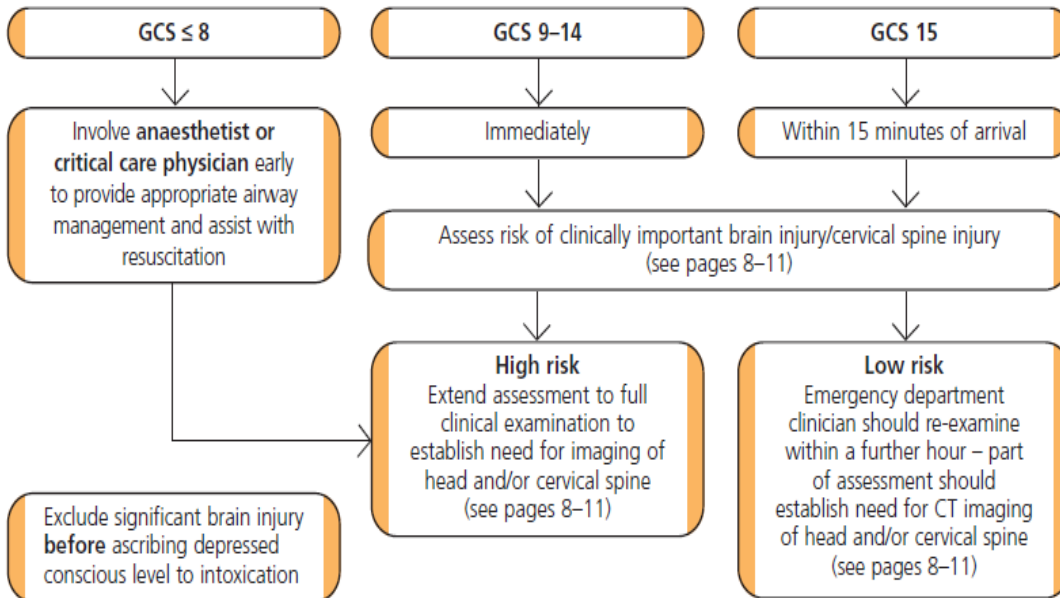 GCS ≤ 8
GCS 9–14
GCS 15
Involve anaesthetist or
critical care physician early
to provide appropriate airway
management and assist with
resuscitation
Immediately
Within 15 minutes of arrival
Assess risk of clinically important brain injury/cervical spine injury
(see pages 8–11)
High risk
Extend assessment to full
clinical examination to
establish need for imaging of
head and/or cervical spine
(see pages 8–11)
Low risk
Emergency department
clinician should re-examine
within a further hour – part
of assessment should
establish need for CT imaging
of head and/or cervical spine
(see pages 8–11)
Exclude significant brain injury
before ascribing depressed
conscious level to intoxication